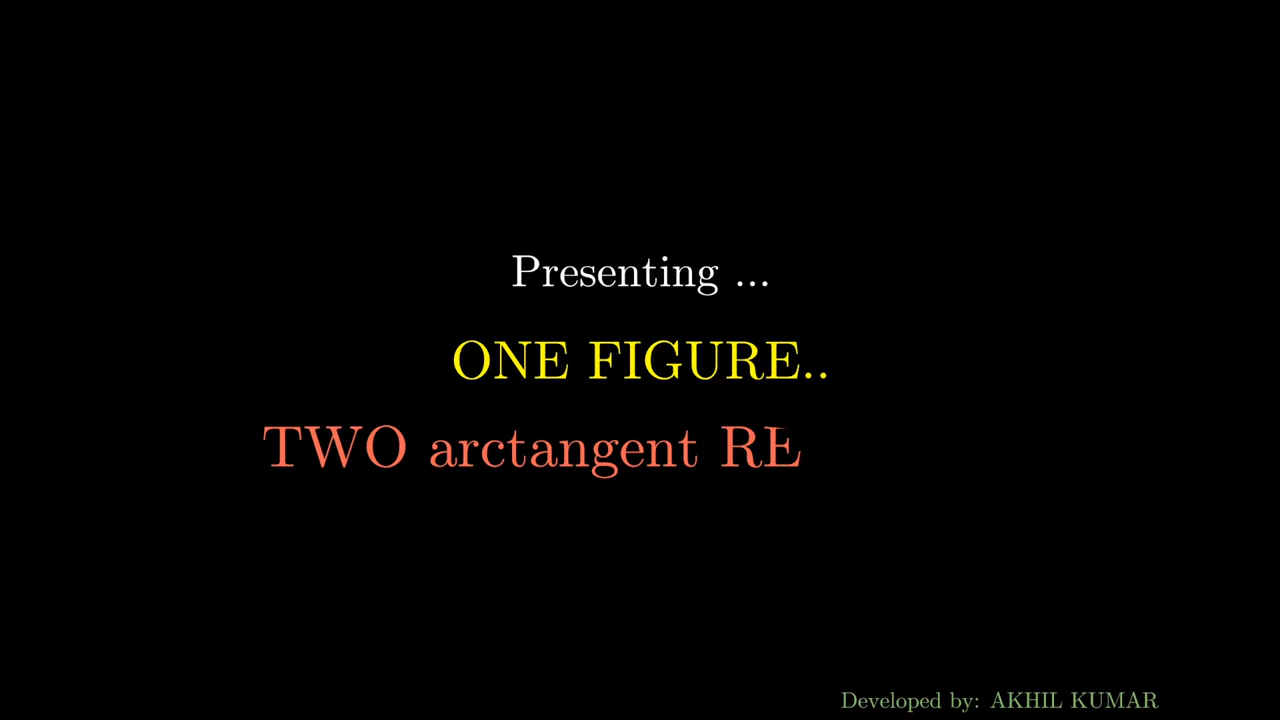 Presenting ...
ONE FIGURE..
TWO arctangent RE
Developed by: AKHIL KUMAR